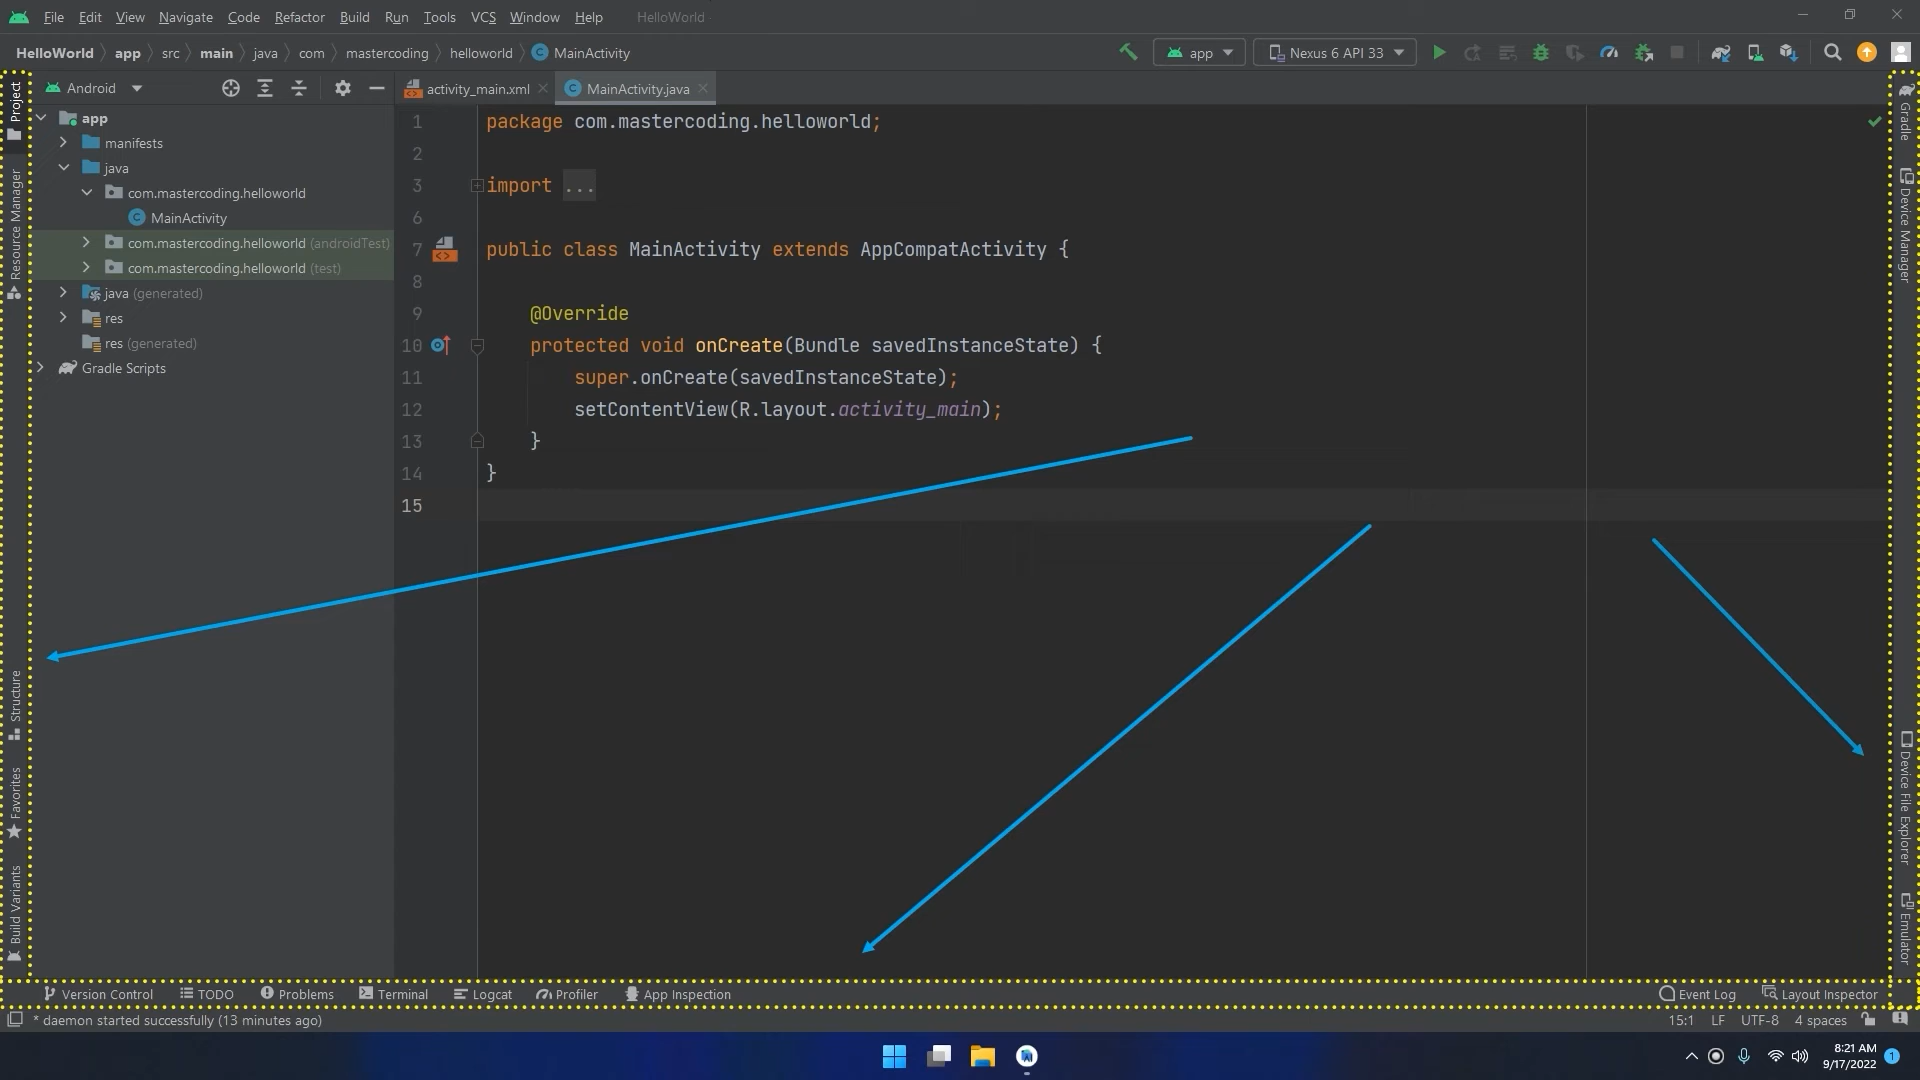 File Edit View Navigate Code Refactor Build Run Tools VCS Window Help HelloWorld
HelloWorld app src main java com mastercoding helloworld MainActivity
app Nexus 6 API 33
Android
activity_main.xml MainActivity.java
Project
Resource Manager
Structure
Favorites
Build Variants
app
manifests
java
com.mastercoding.helloworld
MainActivity
com.mastercoding.helloworld (androidTest)
com.mastercoding.helloworld (test)
java (generated)
res
res (generated)
Gradle Scripts
1 package com.mastercoding.helloworld;
2
3 import ...
6
7 public class MainActivity extends AppCompatActivity {
8
9 @Override
10 protected void onCreate(Bundle savedInstanceState) {
11 super.onCreate(savedInstanceState);
12 setContentView(R.layout.activity_main);
13 }
14 }
15
Gradle
Device Manager
Device File Explorer
Emulator
Version Control TODO Problems Terminal Logcat Profiler App Inspection Event Log Layout Inspector
* daemon started successfully (13 minutes ago) 15:1 LF UTF-8 4 spaces
8:21 AM
9/17/2022 1